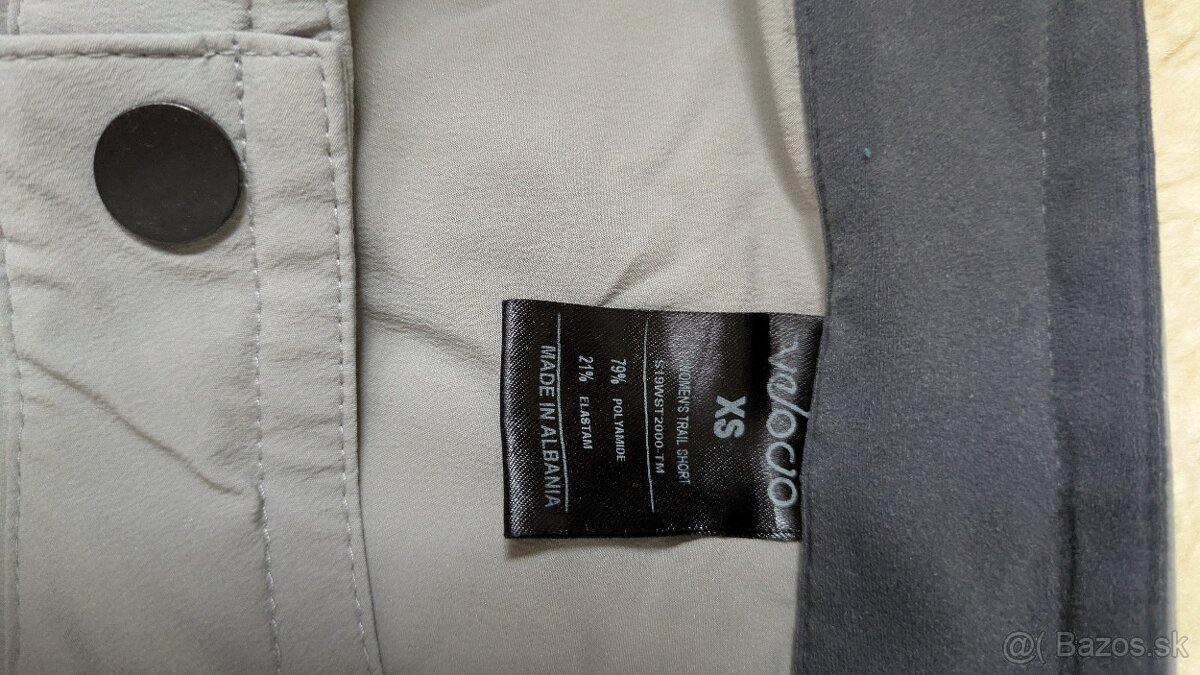 Velocio
XS
WOMEN'S TRAIL SHORT
S19WST2000-TM
79% POLYAMIDE
21% ELASTAM
MADE IN ALBANIA
@( Bazos.sk